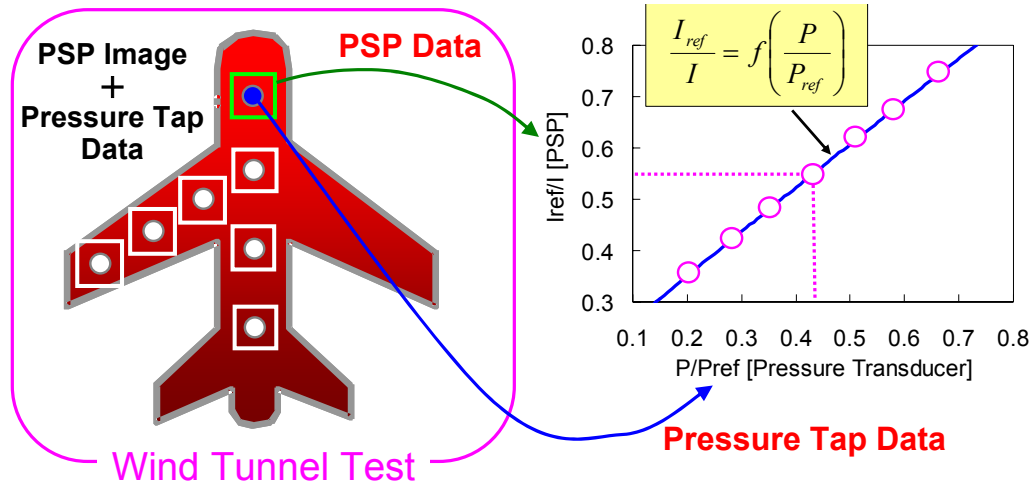 PSP Image
+
Pressure Tap
Data
PSP Data
Wind Tunnel Test
I_ref / I = f ( P / P_ref )
Iref/I [PSP]
0.8
0.7
0.6
0.5
0.4
0.3
0.1 0.2 0.3 0.4 0.5 0.6 0.7 0.8
P/Pref [Pressure Transducer]
Pressure Tap Data